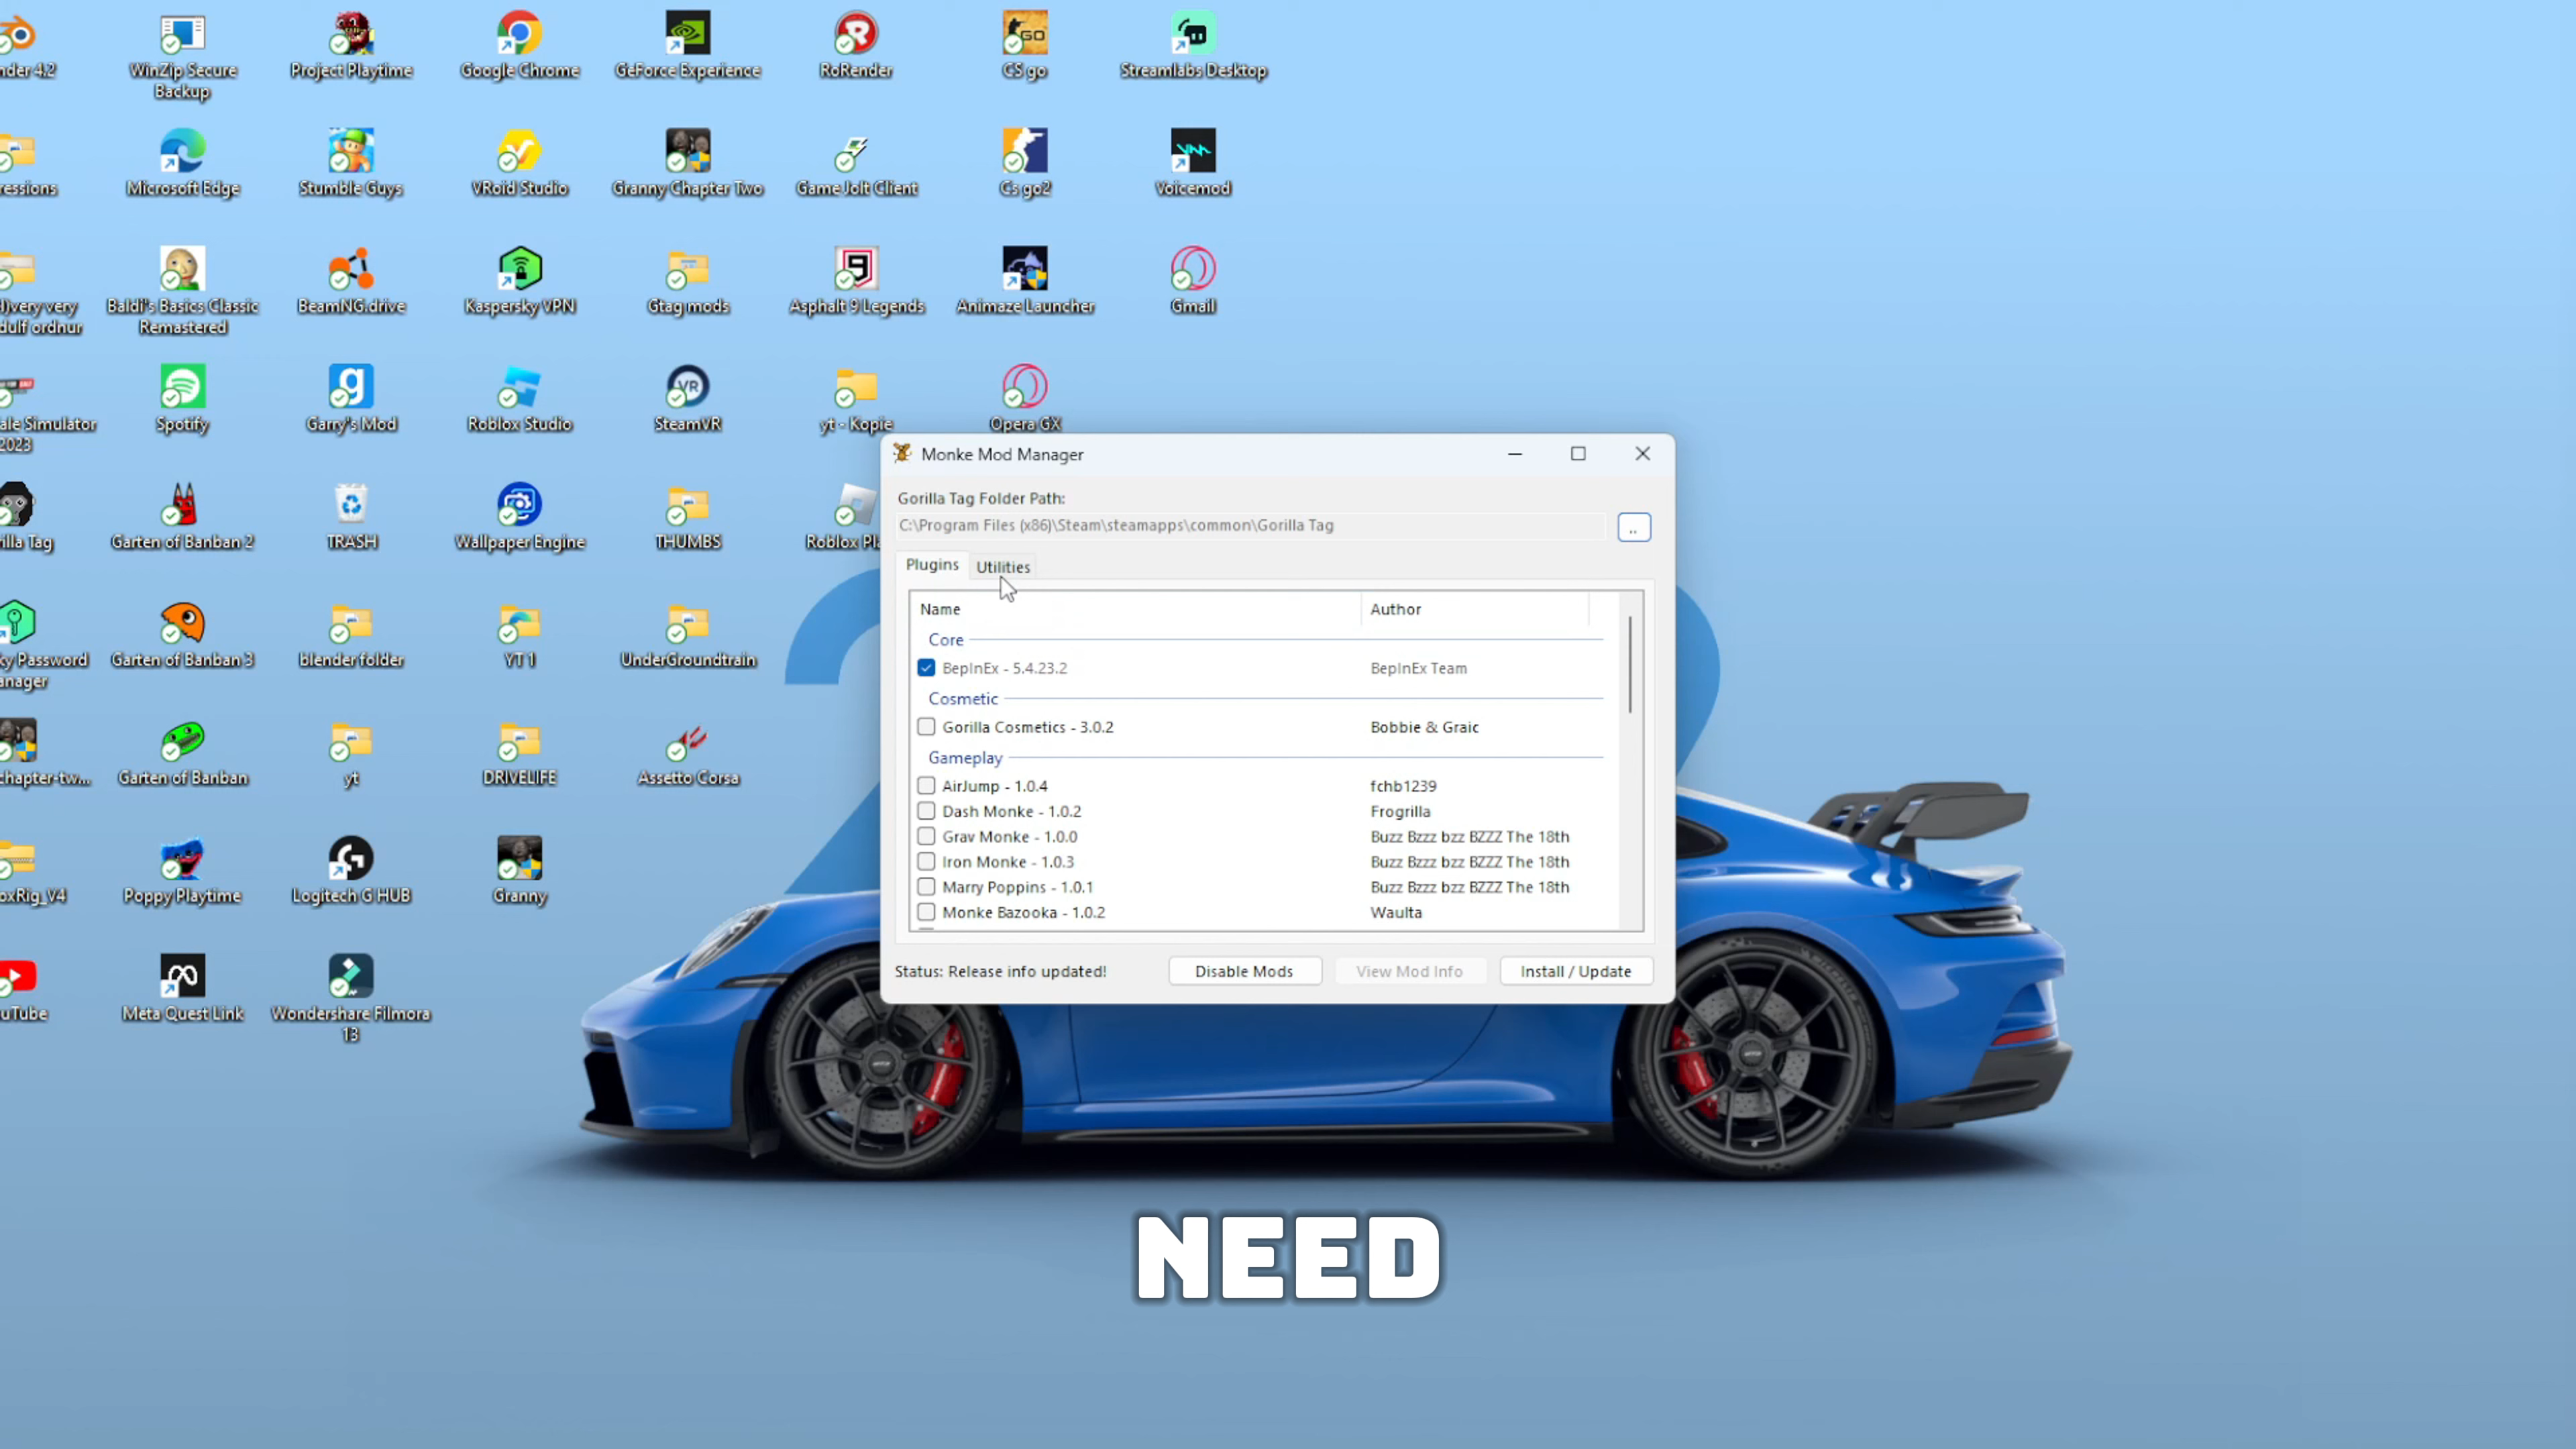 nder 4.2
WinZip Secure
Backup
Project Playtime
Google Chrome
GeForce Experience
RoRender
CS go
Streamlabs Desktop
ressions
Microsoft Edge
Stumble Guys
VRoid Studio
Granny Chapter Two
Game Jolt Client
Cs go2
Voicemod
)very very
dulf ordnur
Baldi's Basics Classic
Remastered
BeamNG.drive
Kaspersky VPN
Gtag mods
Asphalt 9 Legends
Animaze Launcher
Gmail
ale Simulator
2023
Spotify
Garry's Mod
Roblox Studio
SteamVR
yt - Kopie
Opera GX
rilla Tag
Garten of Banban 2
TRASH
Wallpaper Engine
THUMBS
Roblox Pl
ky Password
anager
Garten of Banban 3
blender folder
YT 1
UnderGroundtrain
chapter-tw...
Garten of Banban
yt
DRIVELIFE
Assetto Corsa
oxRig_V4
Poppy Playtime
Logitech G HUB
Granny
uTube
Meta Quest Link
Wondershare Filmora
13
Monke Mod Manager
Gorilla Tag Folder Path:
C:\Program Files (x86)\Steam\steamapps\common\Gorilla Tag
..
Plugins Utilities
Name Author
Core
BepInEx - 5.4.23.2 BepInEx Team
Cosmetic
Gorilla Cosmetics - 3.0.2 Bobbie & Graic
Gameplay
AirJump - 1.0.4 fchb1239
Dash Monke - 1.0.2 Frogrilla
Grav Monke - 1.0.0 Buzz Bzzz bzz BZZZ The 18th
Iron Monke - 1.0.3 Buzz Bzzz bzz BZZZ The 18th
Marry Poppins - 1.0.1 Buzz Bzzz bzz BZZZ The 18th
Monke Bazooka - 1.0.2 Waulta
Status: Release info updated! Disable Mods View Mod Info Install / Update
NEED